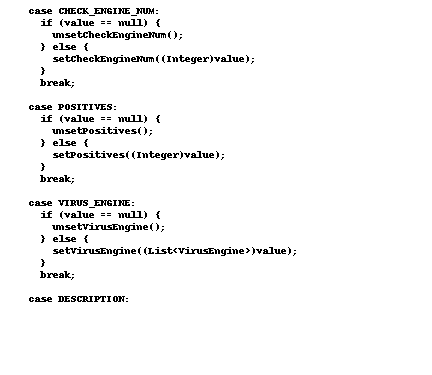 case CHECK_ENGINE_NUM:
if (value == null) {
unsetCheckEngineNum();
} else {
setCheckEngineNum((Integer)value);
}
break;
case POSITIVES:
if (value == null) {
unsetPositives();
} else {
setPositives((Integer)value);
}
break;
case VIRUS_ENGINE:
if (value == null) {
unsetVirusEngine();
} else {
setVirusEngine((List<VirusEngine>)value);
}
break;
case DESCRIPTION: